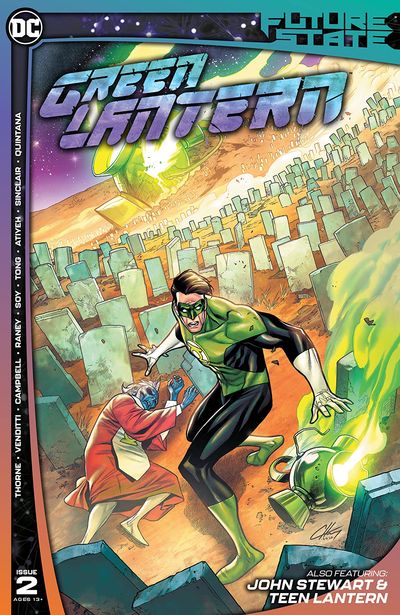 DC
FUTURE
STATE
GREEN
LANTERN
THORNE • VENDITTI • CAMPBELL • RANEY • SOY • TONG • ATIYEH • SINCLAIR • QUINTANA
ISSUE
2
AGES 13+
ALSO FEATURING:
JOHN STEWART &
TEEN LANTERN